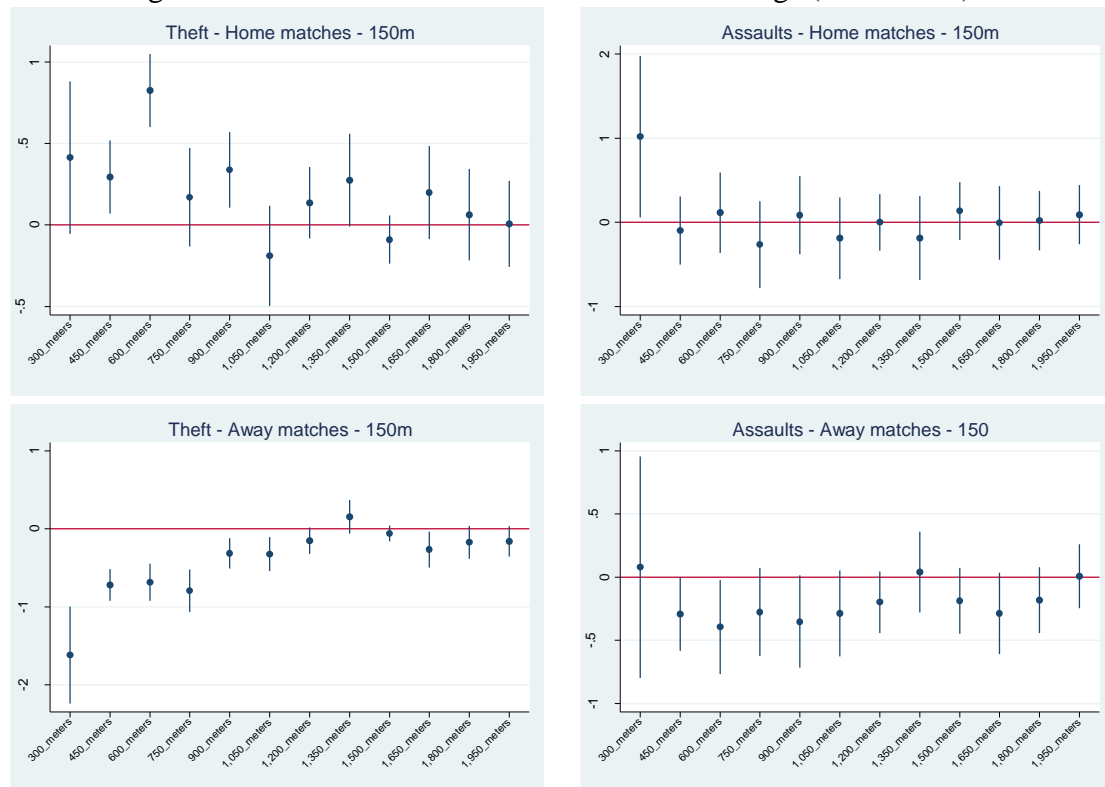 Theft - Home matches - 150m
1
.5
0
-.5
300_meters
450_meters
600_meters
750_meters
900_meters
1,050_meters
1,200_meters
1,350_meters
1,500_meters
1,650_meters
1,800_meters
1,950_meters
Assaults - Home matches - 150m
2
1
0
-1
300_meters
450_meters
600_meters
750_meters
900_meters
1,050_meters
1,200_meters
1,350_meters
1,500_meters
1,650_meters
1,800_meters
1,950_meters
Theft - Away matches - 150m
1
0
-1
-2
300_meters
450_meters
600_meters
750_meters
900_meters
1,050_meters
1,200_meters
1,350_meters
1,500_meters
1,650_meters
1,800_meters
1,950_meters
Assaults - Away matches - 150
1
.5
0
-.5
-1
300_meters
450_meters
600_meters
750_meters
900_meters
1,050_meters
1,200_meters
1,350_meters
1,500_meters
1,650_meters
1,800_meters
1,950_meters